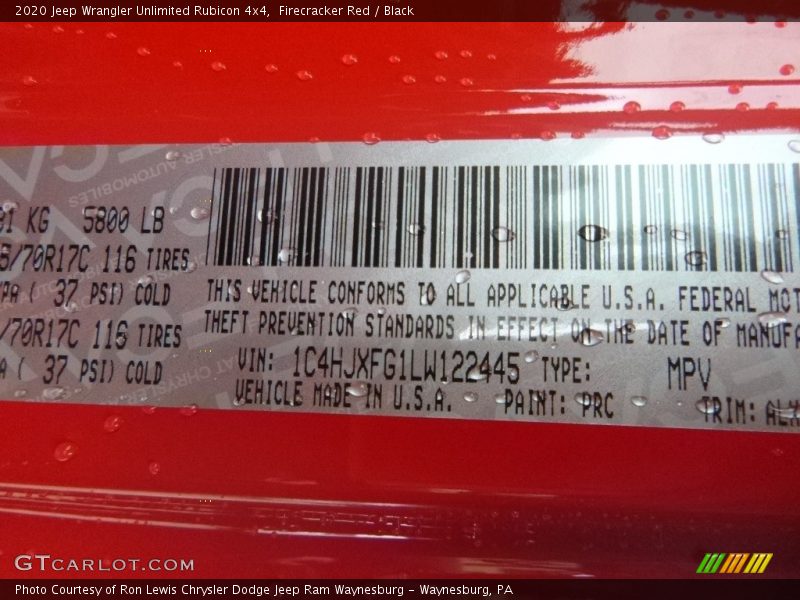 2020 Jeep Wrangler Unlimited Rubicon 4x4,  Firecracker Red / Black
81 KG 5800 LB
/70R17C 116 TIRES
PA ( 37 PSI) COLD
/70R17C 116 TIRES
A ( 37 PSI) COLD
THIS VEHICLE CONFORMS TO ALL APPLICABLE U.S.A. FEDERAL MOT
THEFT PREVENTION STANDARDS IN EFFECT ON THE DATE OF MANUFA
VIN: 1C4HJXFG1LW122445 TYPE: MPV
VEHICLE MADE IN U.S.A. PAINT: PRC TRIM:
GTCARLOT.COM
Photo Courtesy of Ron Lewis Chrysler Dodge Jeep Ram Waynesburg – Waynesburg, PA